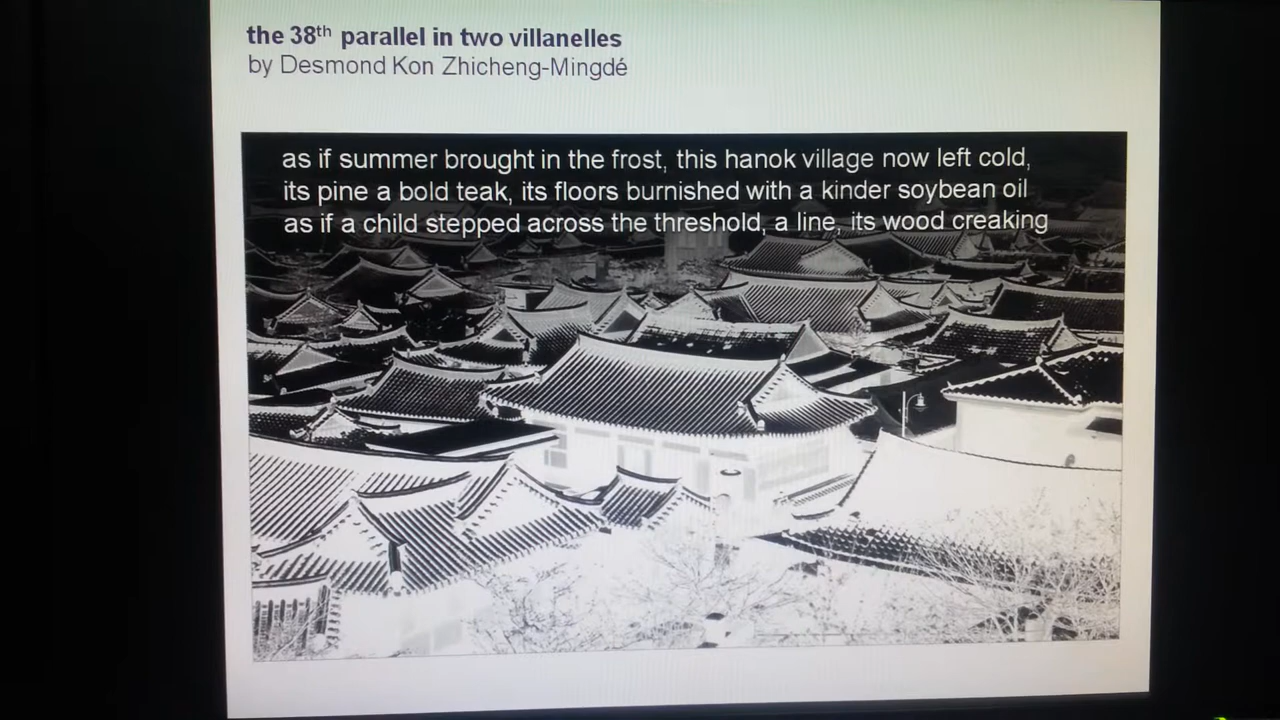 the 38th parallel in two villanelles
by Desmond Kon Zhicheng-Mingdé
as if summer brought in the frost, this hanok village now left cold,
its pine a bold teak, its floors burnished with a kinder soybean oil
as if a child stepped across the threshold, a line, its wood creaking